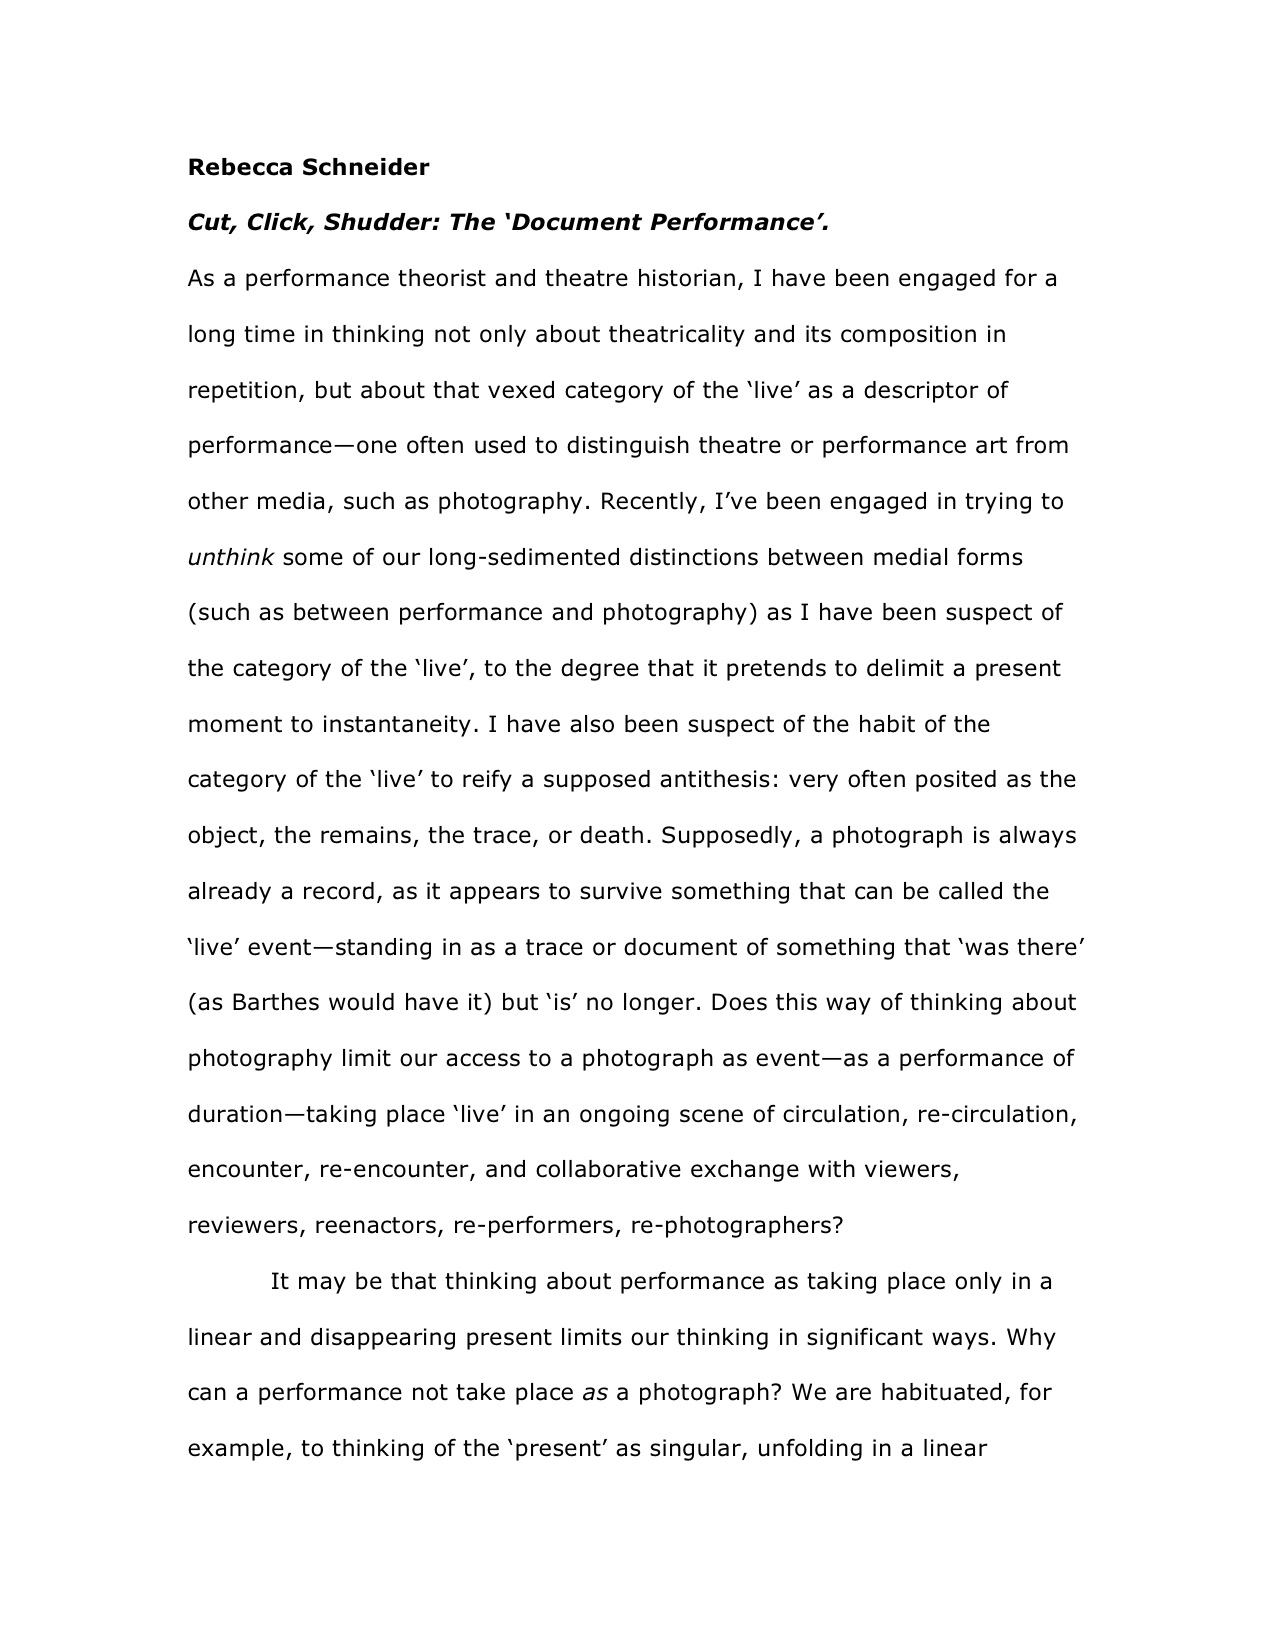 Rebecca Schneider
Cut, Click, Shudder: The ‘Document Performance’.
As a performance theorist and theatre historian, I have been engaged for a
long time in thinking not only about theatricality and its composition in
repetition, but about that vexed category of the ‘live’ as a descriptor of
performance—one often used to distinguish theatre or performance art from
other media, such as photography. Recently, I’ve been engaged in trying to
unthink some of our long-sedimented distinctions between medial forms
(such as between performance and photography) as I have been suspect of
the category of the ‘live’, to the degree that it pretends to delimit a present
moment to instantaneity. I have also been suspect of the habit of the
category of the ‘live’ to reify a supposed antithesis: very often posited as the
object, the remains, the trace, or death. Supposedly, a photograph is always
already a record, as it appears to survive something that can be called the
‘live’ event—standing in as a trace or document of something that ‘was there’
(as Barthes would have it) but ‘is’ no longer. Does this way of thinking about
photography limit our access to a photograph as event—as a performance of
duration—taking place ‘live’ in an ongoing scene of circulation, re-circulation,
encounter, re-encounter, and collaborative exchange with viewers,
reviewers, reenactors, re-performers, re-photographers?
It may be that thinking about performance as taking place only in a
linear and disappearing present limits our thinking in significant ways. Why
can a performance not take place as a photograph? We are habituated, for
example, to thinking of the ‘present’ as singular, unfolding in a linear